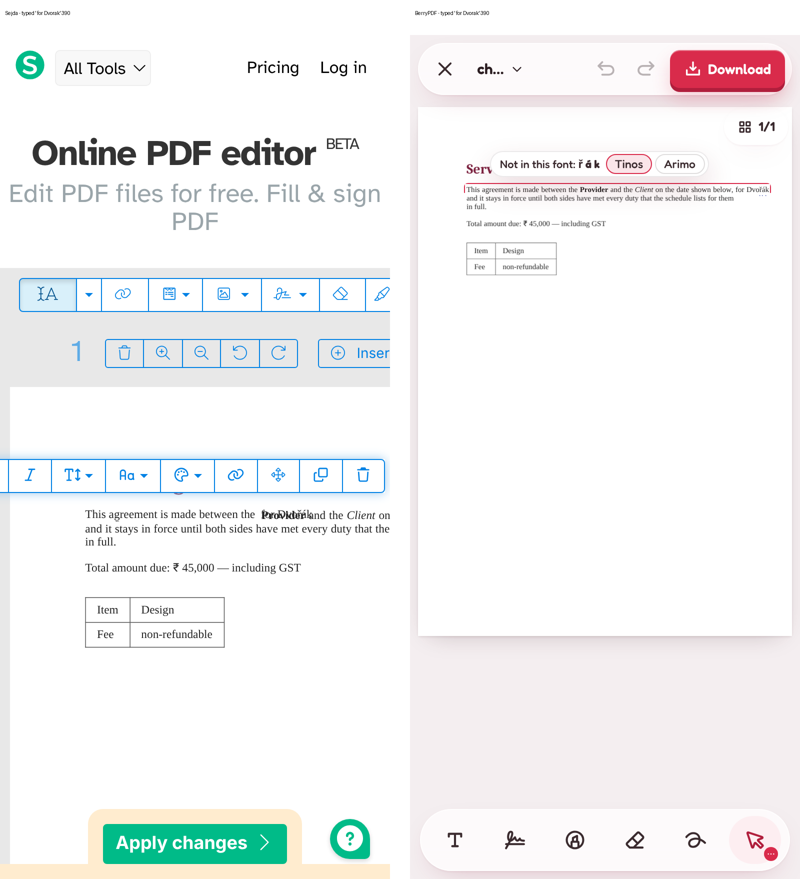 Sejda - typed ' for Dvorak' 390
S
All Tools
Pricing
Log in
Online PDF editor BETA
Edit PDF files for free. Fill & sign
PDF
A
1
Inser
I
T
Aa
This agreement is made between the
Provider and the Client on
and it stays in force until both sides have met every duty that the
in full.
Total amount due: ₹ 45,000 — including GST
Item Design
Fee non-refundable
Apply changes
?
BerryPDF - typed ' for Dvorak' 390
ch...
Download
1/1
Serv
Not in this font: ř á k Tinos Arimo
This agreement is made between the Provider and the Client on the date shown below, for Dvořák
and it stays in force until both sides have met every duty that the schedule lists for them
in full.
Total amount due: ₹ 45,000 — including GST
Item Design
Fee non-refundable
T